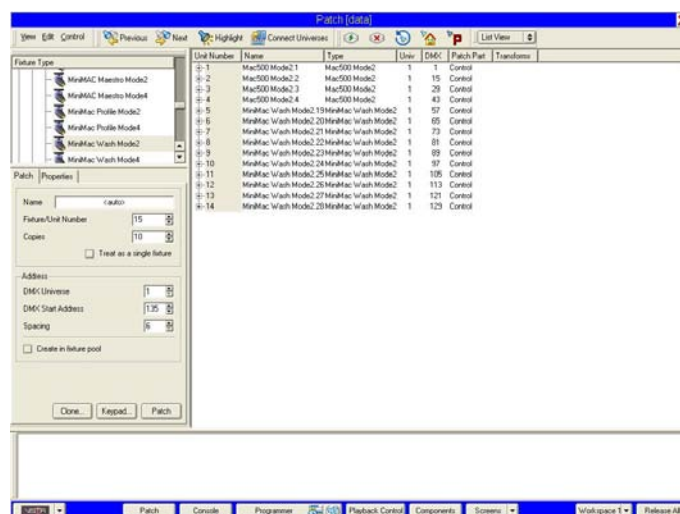 Patch [data]
View Edit Control Previous Next Highlight Connect Universes List View
Fixture Type
MiniMAC Maestro Mode2
MiniMAC Maestro Mode4
MiniMac Profile Mode2
MiniMac Profile Mode4
MiniMac Wash Mode2
MiniMac Wash Mode4
Patch Properties
Name <auto>
Fixture/Unit Number 15
Copies 10
Treat as a single fixture
Address
DMX Universe 1
DMX Start Address 135
Spacing 6
Create in fixture pool
Clone... Keypad... Patch
Unit Number Name Type Univ DMX Patch Part Transforms
1 Mac500 Mode2.1 Mac500 Mode2 1 1 Control
2 Mac500 Mode2.2 Mac500 Mode2 1 15 Control
3 Mac500 Mode2.3 Mac500 Mode2 1 29 Control
4 Mac500 Mode2.4 Mac500 Mode2 1 43 Control
5 MiniMac Wash Mode2.19 MiniMac Wash Mode2 1 57 Control
6 MiniMac Wash Mode2.20 MiniMac Wash Mode2 1 65 Control
7 MiniMac Wash Mode2.21 MiniMac Wash Mode2 1 73 Control
8 MiniMac Wash Mode2.22 MiniMac Wash Mode2 1 81 Control
9 MiniMac Wash Mode2.23 MiniMac Wash Mode2 1 89 Control
10 MiniMac Wash Mode2.24 MiniMac Wash Mode2 1 97 Control
11 MiniMac Wash Mode2.25 MiniMac Wash Mode2 1 105 Control
12 MiniMac Wash Mode2.26 MiniMac Wash Mode2 1 113 Control
13 MiniMac Wash Mode2.27 MiniMac Wash Mode2 1 121 Control
14 MiniMac Wash Mode2.28 MiniMac Wash Mode2 1 129 Control
Patch Console Programmer Playback Control Components Screens Workspace 1 Release All